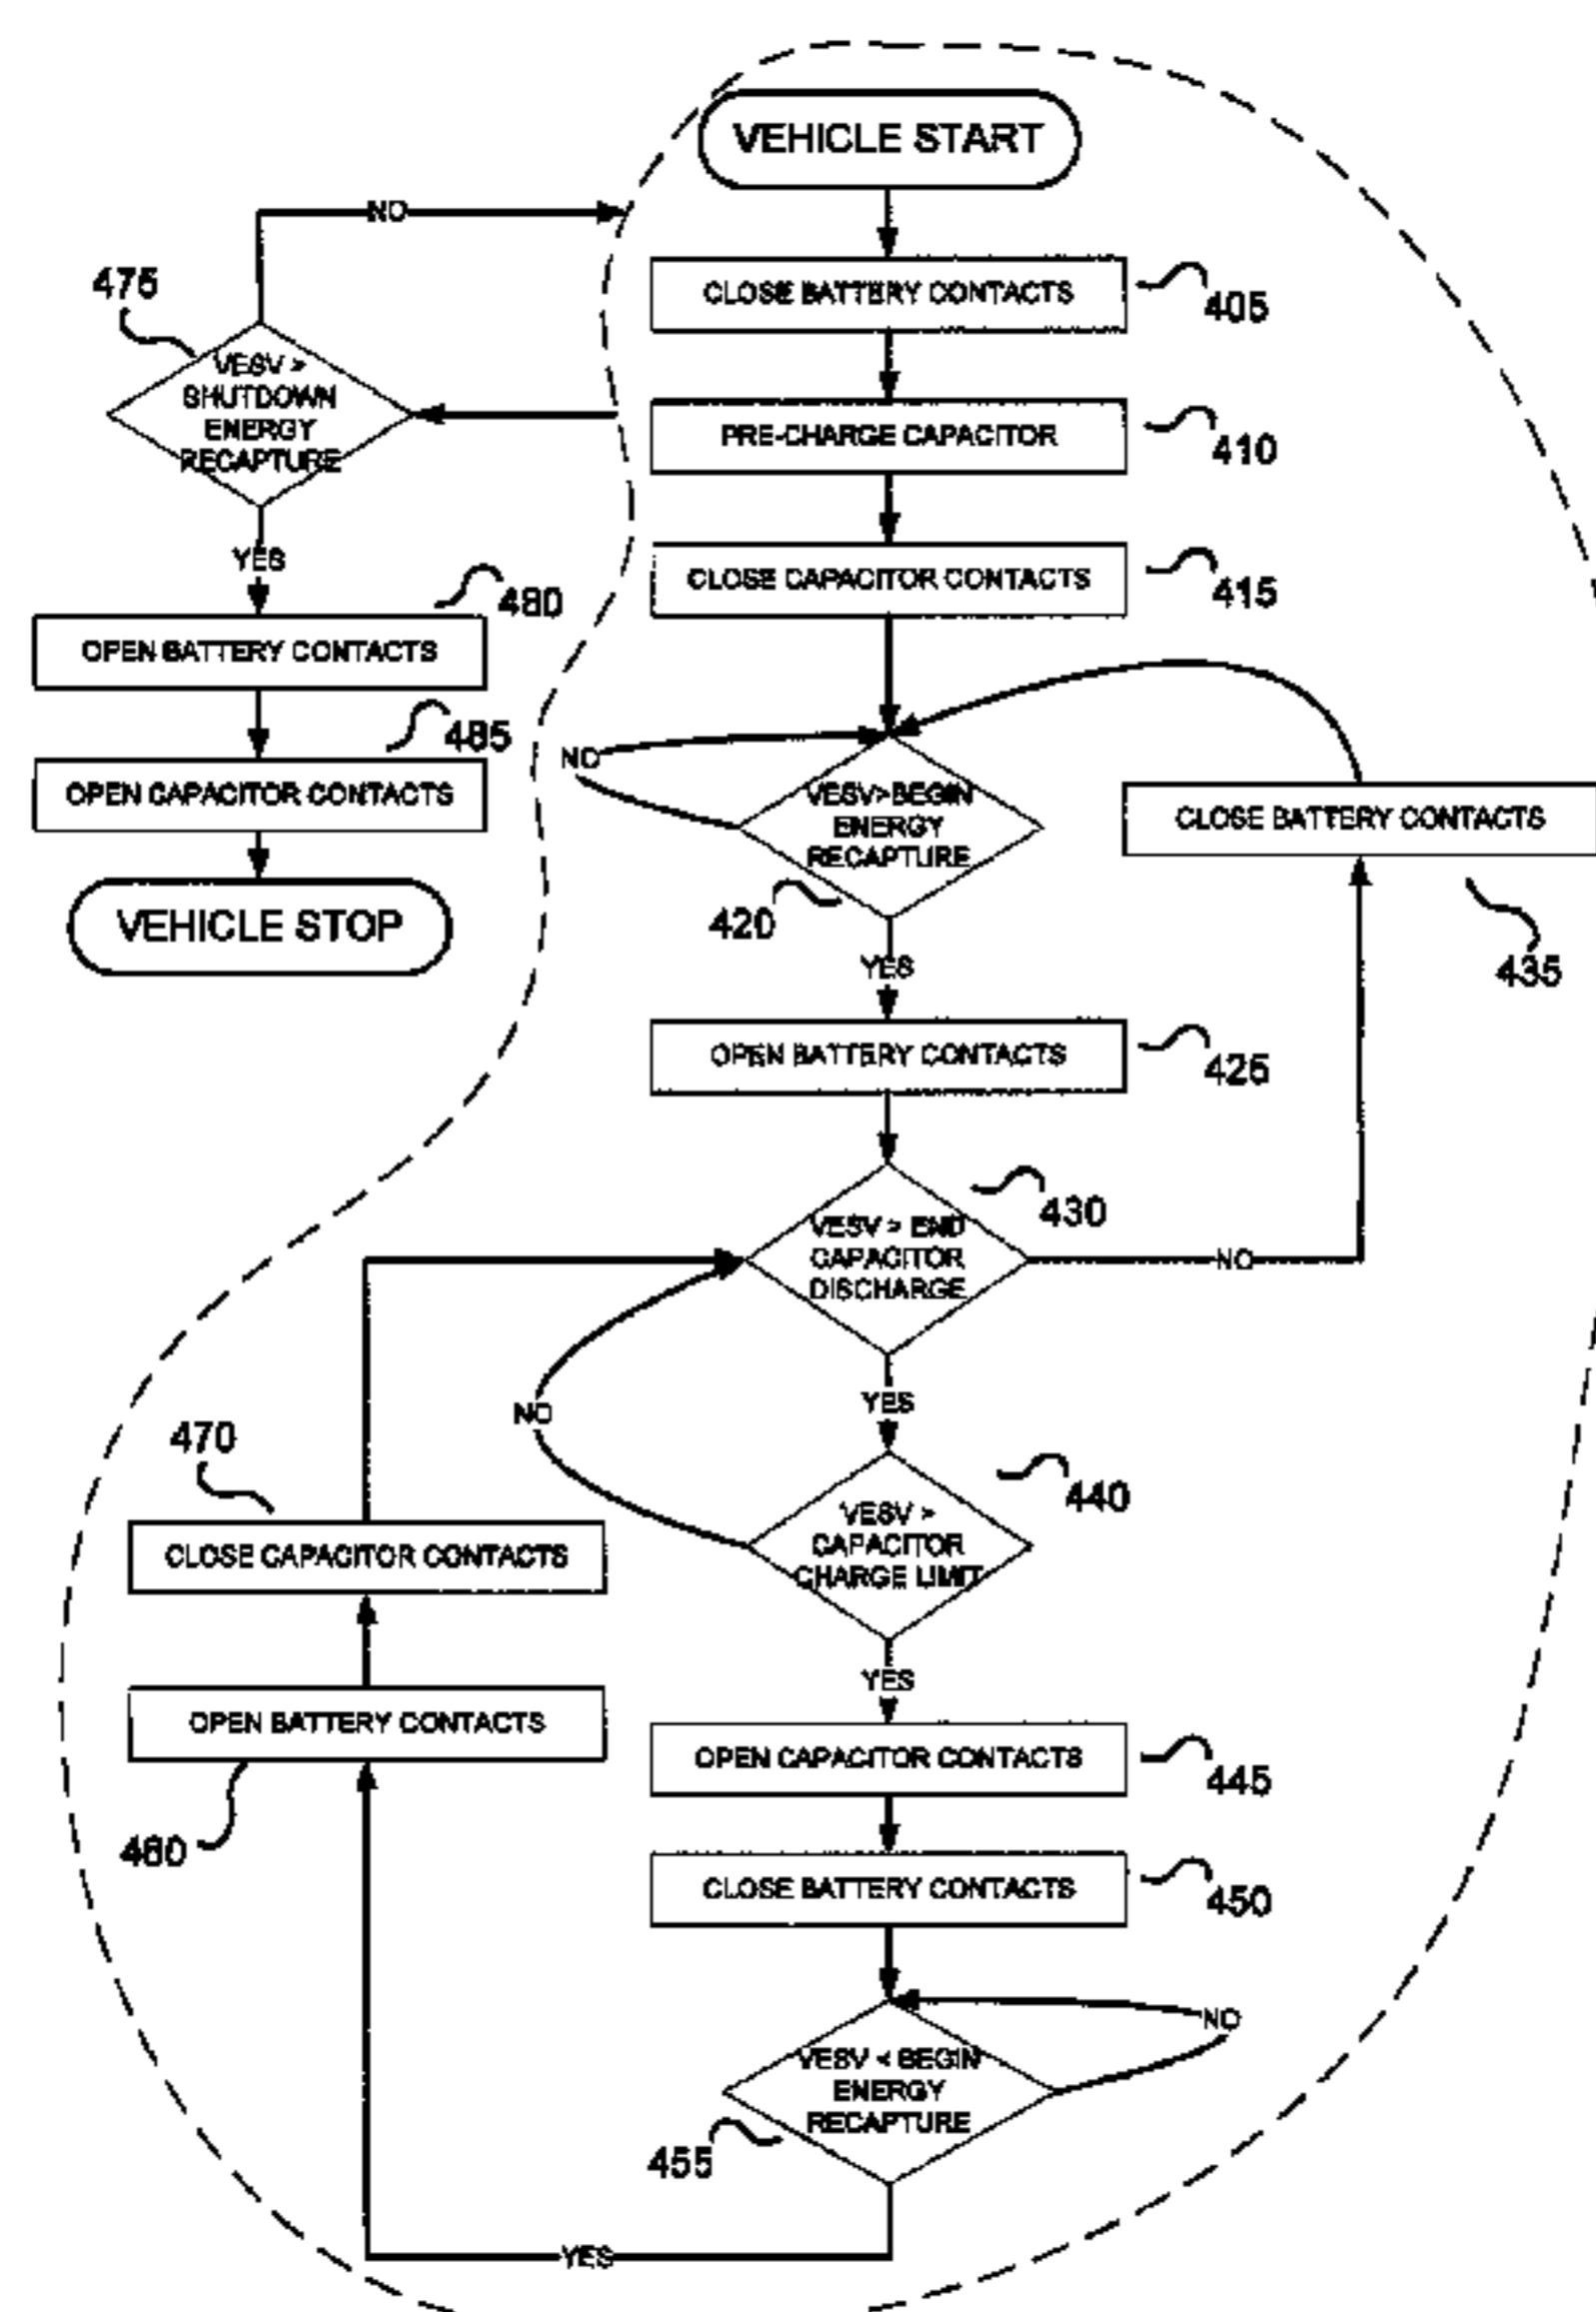 VEHICLE START
NO
475
VESV >
SHUTDOWN
ENERGY
RECAPTURE
YES
480
OPEN BATTERY CONTACTS
485
OPEN CAPACITOR CONTACTS
VEHICLE STOP
CLOSE BATTERY CONTACTS
405
PRE-CHARGE CAPACITOR
410
CLOSE CAPACITOR CONTACTS
415
NO
VESV>BEGIN
ENERGY
RECAPTURE
420
YES
CLOSE BATTERY CONTACTS
435
OPEN BATTERY CONTACTS
425
430
VESV > END
CAPACITOR
DISCHARGE
NO
YES
NO
440
VESV >
CAPACITOR
CHARGE LIMIT
YES
470
CLOSE CAPACITOR CONTACTS
OPEN BATTERY CONTACTS
460
OPEN CAPACITOR CONTACTS
445
CLOSE BATTERY CONTACTS
450
NO
VESV < BEGIN
ENERGY
RECAPTURE
455
YES